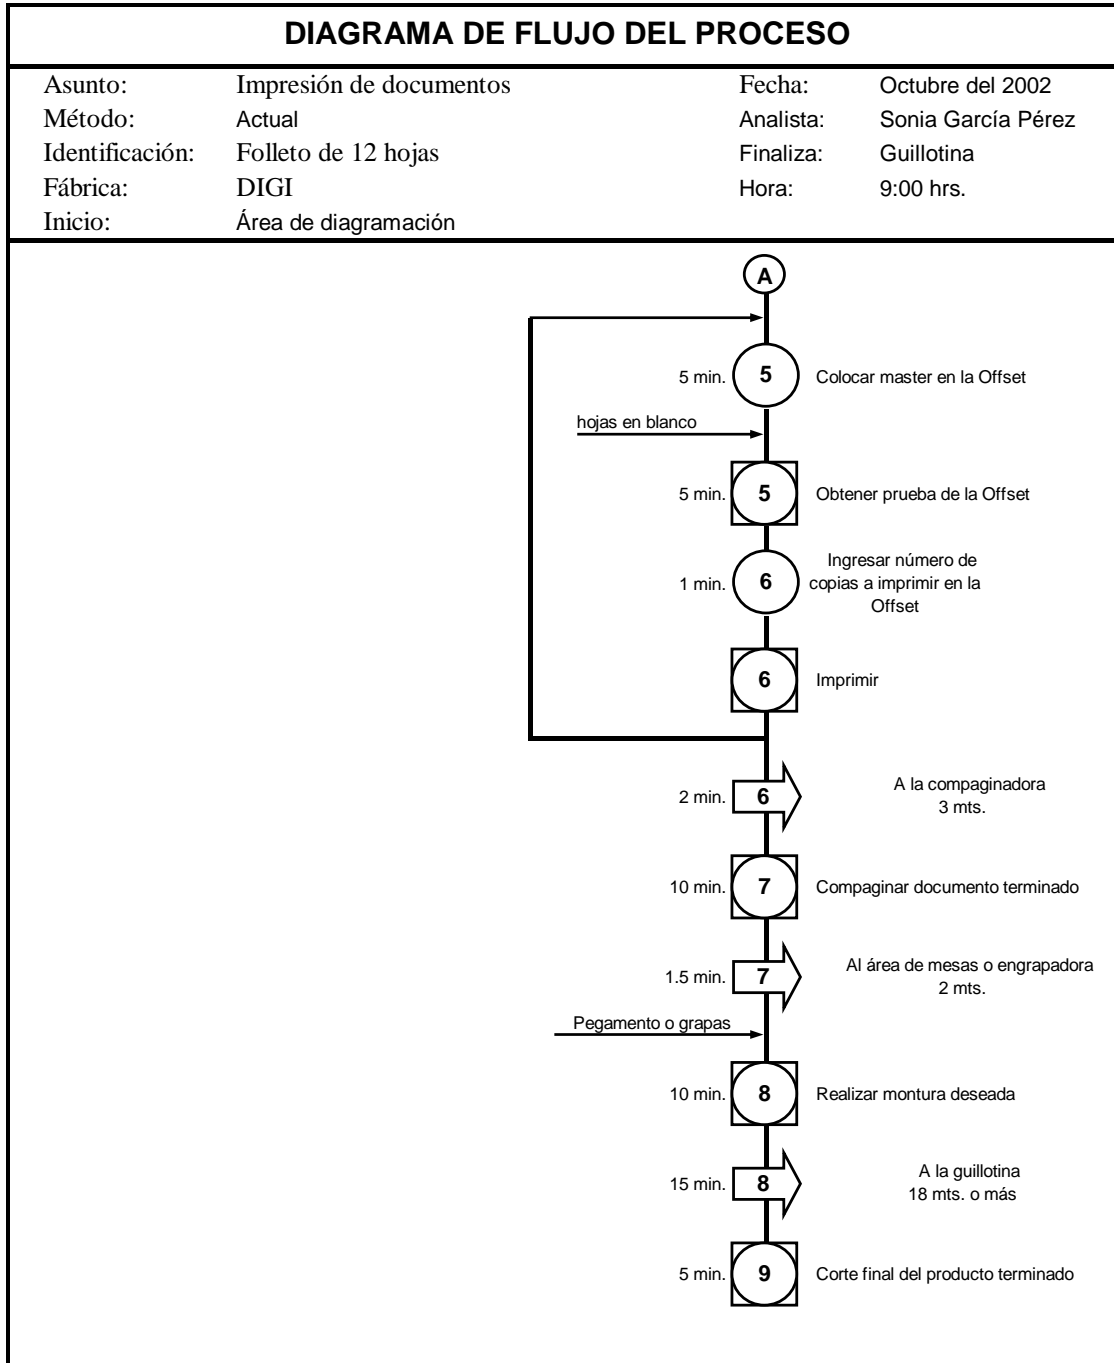 DIAGRAMA DE FLUJO DEL PROCESO
Asunto: Impresión de documentos Fecha: Octubre del 2002
Método: Actual Analista: Sonia García Pérez
Identificación: Folleto de 12 hojas Finaliza: Guillotina
Fábrica: DIGI Hora: 9:00 hrs.
Inicio: Área de diagramación
A
5 min. 5 Colocar master en la Offset
hojas en blanco
5 min. 5 Obtener prueba de la Offset
Ingresar número de
1 min. 6 copias a imprimir en la
Offset
6 Imprimir
A la compaginadora
2 min. 6
3 mts.
10 min. 7 Compaginar documento terminado
Al área de mesas o engrapadora
1.5 min. 7
2 mts.
Pegamento o grapas
10 min. 8 Realizar montura deseada
A la guillotina
15 min. 8
18 mts. o más
5 min. 9 Corte final del producto terminado